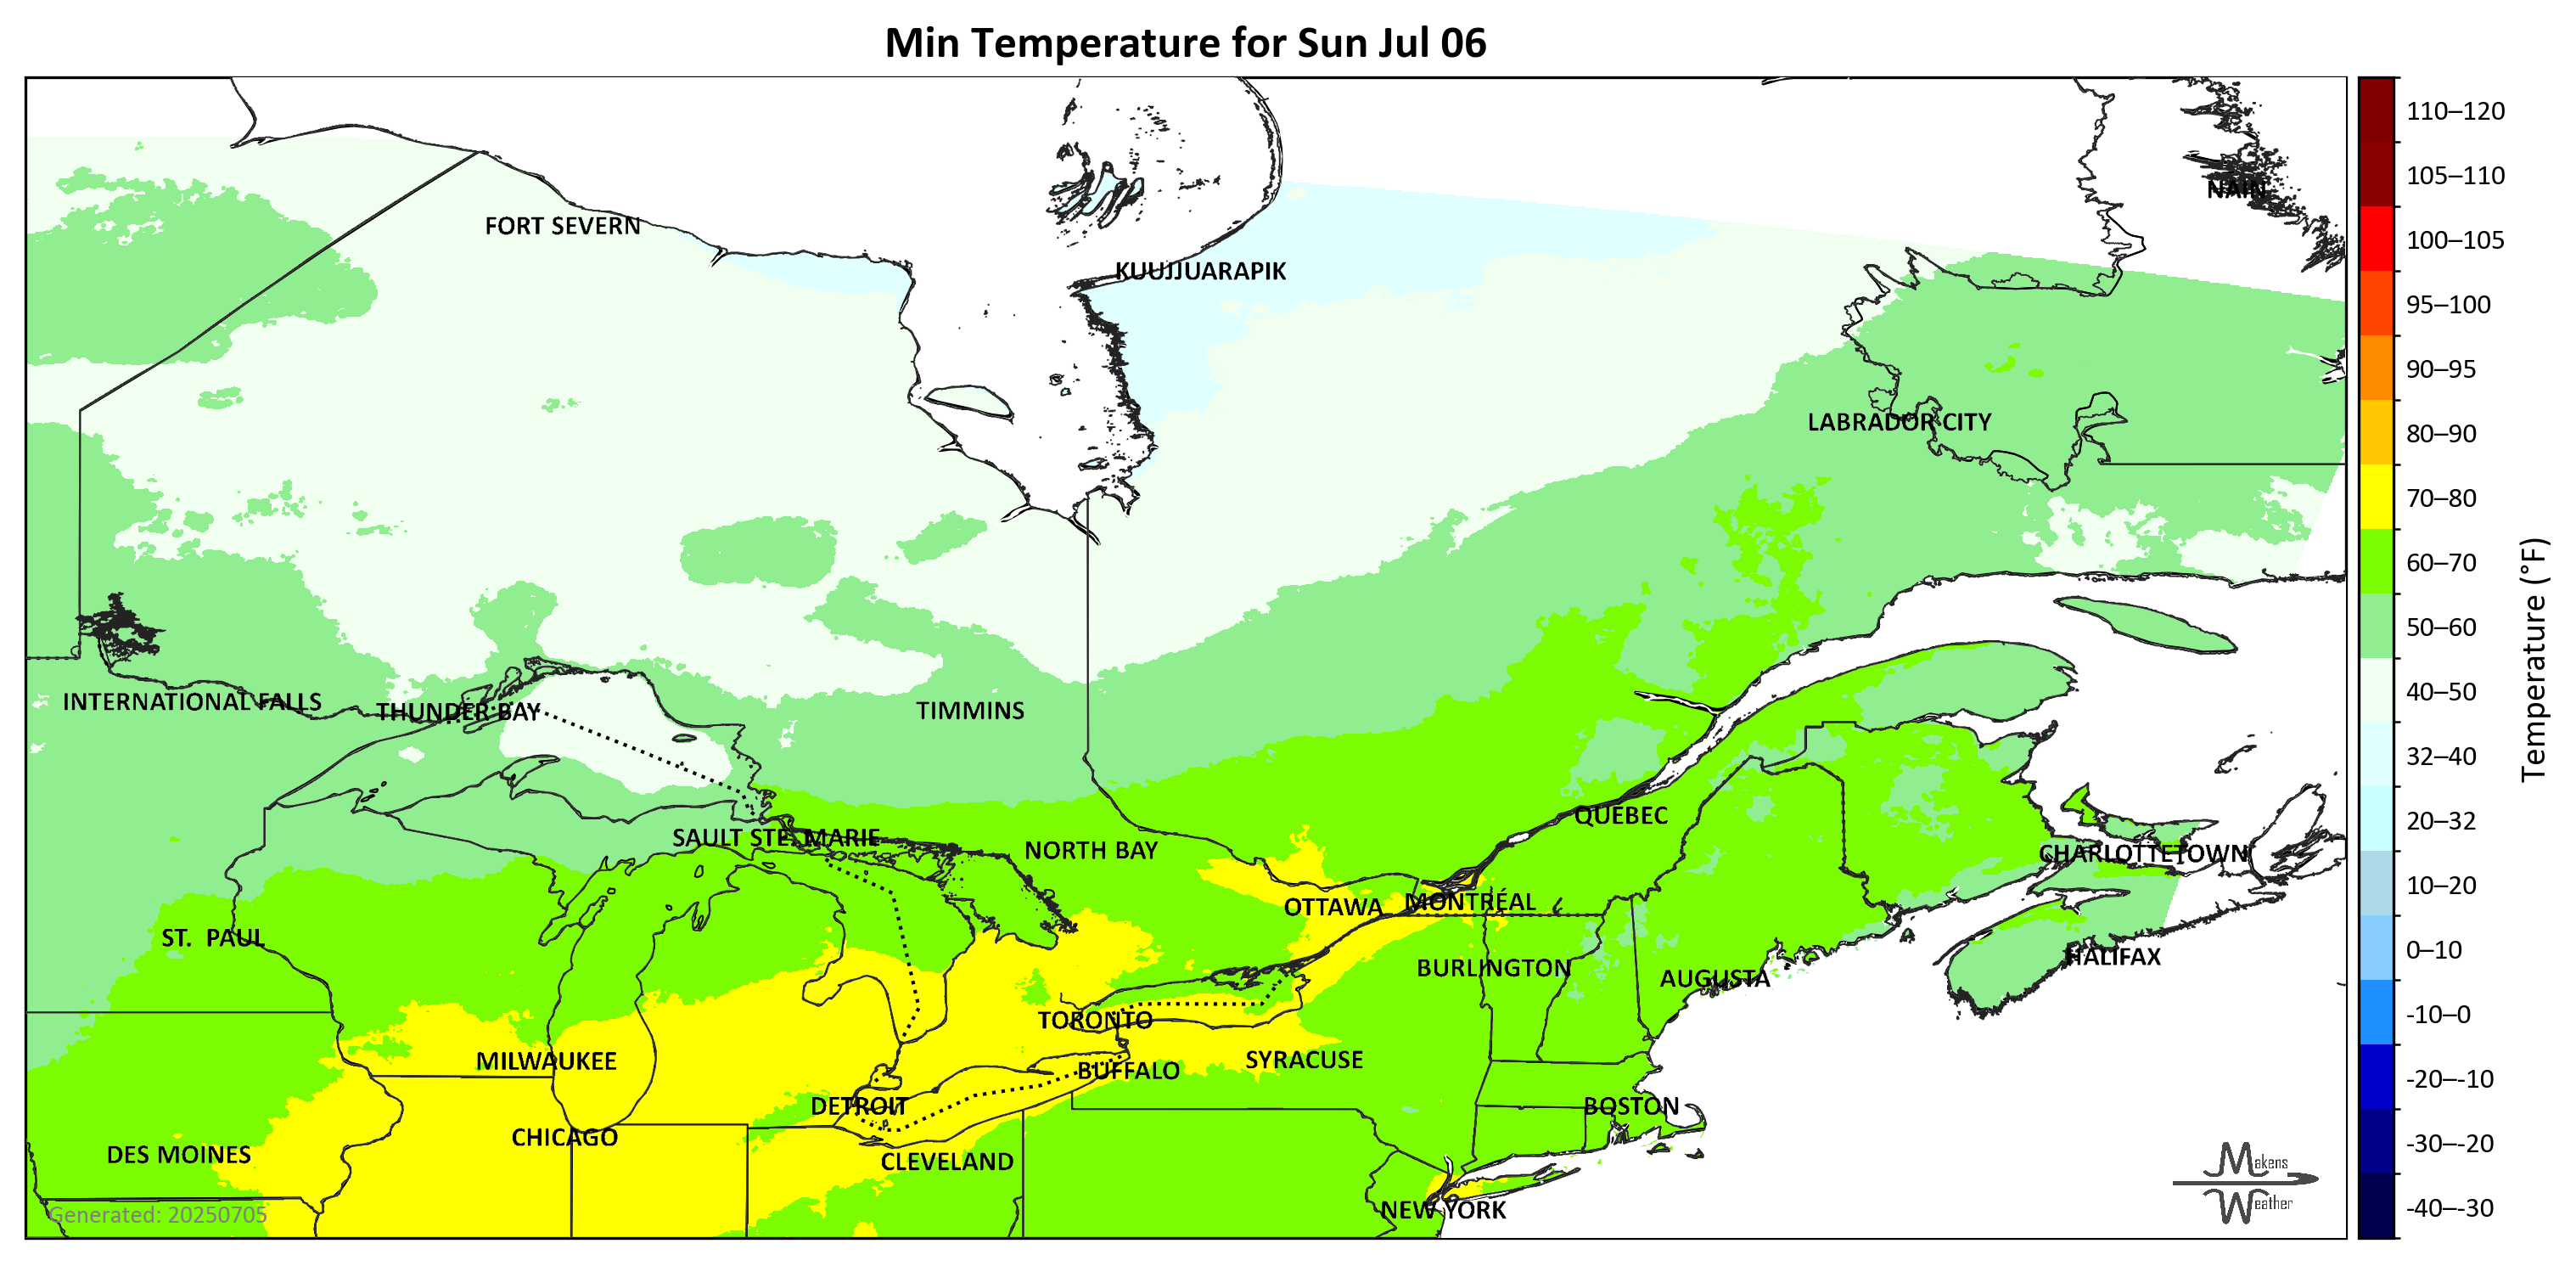 Min Temperature for Sun Jul 06
110–120
105–110
NAIN
FORT SEVERN
100–105
KUUJJUARAPIK
95–100
90–95
LABRADOR CITY
80–90
70–80
60–70
50–60
Temperature (°F)
INTERNATIONAL FALLS
THUNDER BAY
TIMMINS
40–50
32–40
QUÉBEC
20–32
SAULT STE. MARIE
NORTH BAY
CHARLOTTETOWN
10–20
OTTAWA
MONTRÉAL
ST. PAUL
BURLINGTON
AUGUSTA
HALIFAX
0–10
TORONTO
-10–0
MILWAUKEE
BUFFALO
SYRACUSE
-20–-10
DETROIT
BOSTON
CHICAGO
-30–-20
DES MOINES
CLEVELAND
Makens
Weather
NEW YORK
-40–-30
Generated: 20250705